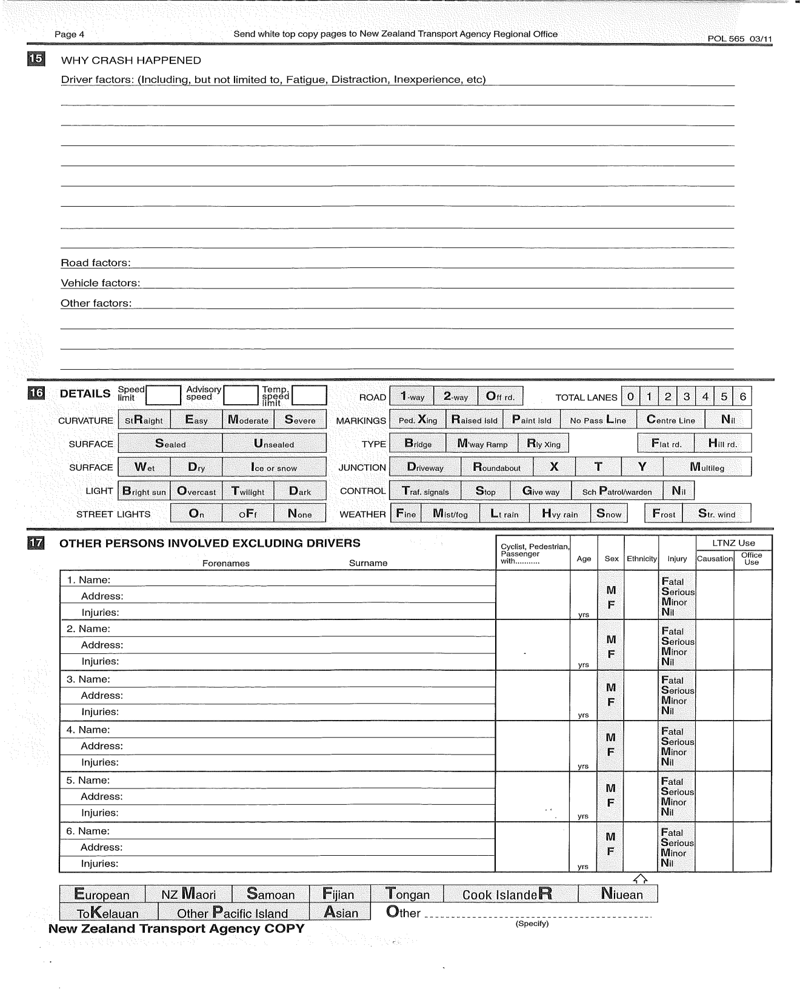 Page 4 Send white top copy pages to New Zealand Transport Agency Regional Office POL 565 03/11
15 WHY CRASH HAPPENED
Driver factors: (Including, but not limited to, Fatigue, Distraction, Inexperience, etc)
Road factors:
Vehicle factors:
Other factors:
16 DETAILS Speed limit Advisory speed Temp. speed limit ROAD 1-way 2-way Off rd. TOTAL LANES 0 1 2 3 4 5 6
CURVATURE StRaight Easy Moderate Severe MARKINGS Ped. Xing Raised isld Paint isld No Pass Line Centre Line Nil
SURFACE Sealed Unsealed TYPE Bridge M'way Ramp Rly Xing Flat rd. Hill rd.
SURFACE Wet Dry Ice or snow JUNCTION Driveway Roundabout X T Y Multileg
LIGHT Bright sun Overcast Twilight Dark CONTROL Traf. signals Stop Give way Sch Patrol/warden Nil
STREET LIGHTS On oFf None WEATHER Fine Mist/fog Lt rain Hvy rain Snow Frost Str. wind
17 OTHER PERSONS INVOLVED EXCLUDING DRIVERS
Forenames Surname
Cyclist, Pedestrian, Passenger with........... Age Sex Ethnicity Injury LTNZ Use Causation Office Use
1. Name:
Address:
Injuries:
yrs M F Fatal Serious Minor Nil
2. Name:
Address:
Injuries:
yrs M F Fatal Serious Minor Nil
3. Name:
Address:
Injuries:
yrs M F Fatal Serious Minor Nil
4. Name:
Address:
Injuries:
yrs M F Fatal Serious Minor Nil
5. Name:
Address:
Injuries:
yrs M F Fatal Serious Minor Nil
6. Name:
Address:
Injuries:
yrs M F Fatal Serious Minor Nil
European NZ Maori Samoan Fijian Tongan Cook IslandeR Niuean
ToKelauan Other Pacific Island Asian Other
(Specify)
New Zealand Transport Agency COPY